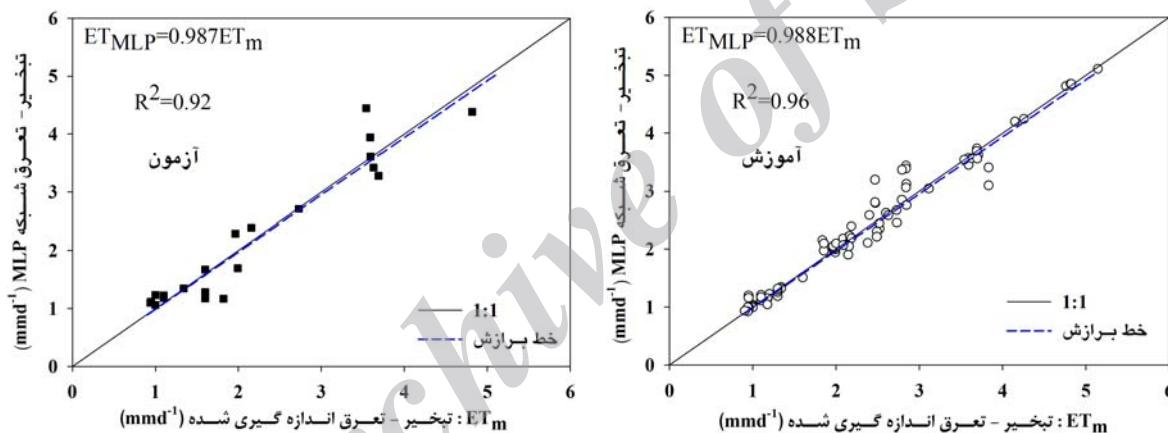 ET_MLP=0.987ET_m
R²=0.92
آزمون
1:1
خط برازش
6
5
4
3
2
1
0
0 1 2 3 4 5 6
تبخیر - تعرق شبکه MLP (mmd⁻¹)
ET_m : تبخیر - تعرق اندازه گیری شده (mmd⁻¹)
ET_MLP=0.988ET_m
R²=0.96
آموزش
1:1
خط برازش
6
5
4
3
2
1
0
0 1 2 3 4 5 6
تبخیر - تعرق شبکه MLP (mmd⁻¹)
ET_m : تبخیر - تعرق اندازه گیری شده (mmd⁻¹)
chive of